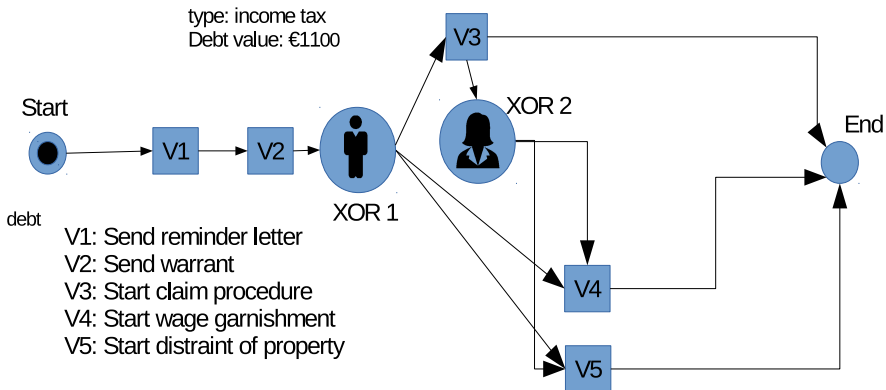 type: income tax
Debt value: €1100
V3
XOR 2
Start
End
V1
V2
XOR 1
debt
V1: Send reminder letter
V2: Send warrant
V3: Start claim procedure
V4: Start wage garnishment
V5: Start distraint of property
V4
V5